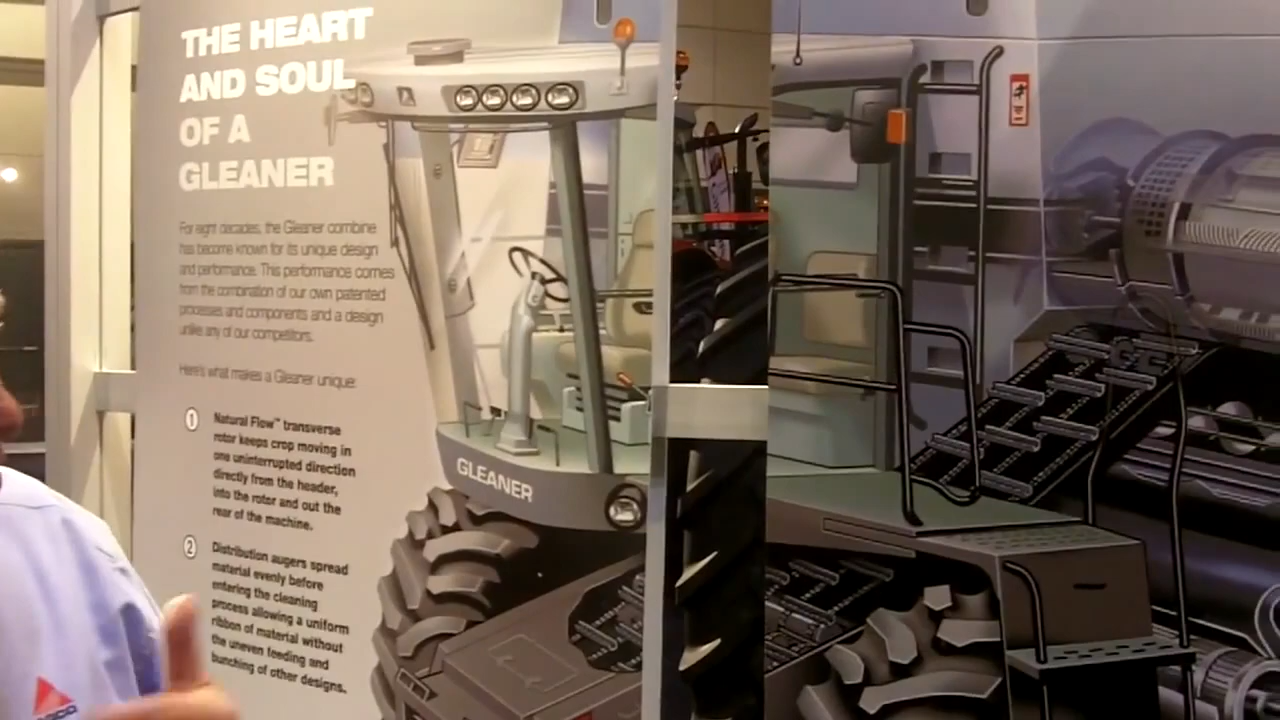 THE HEART
AND SOUL
OF A
GLEANER
For eight decades, the Gleaner combine
has become known for its unique design
and performance. This performance comes
from the combination of our own patented
processes and components and a design
unlike any of our competitors.
Here's what makes a Gleaner unique:
1 Natural Flow™ transverse
rotor keeps crop moving in
one uninterrupted direction
directly from the header,
into the rotor and out the
rear of the machine.
2 Distribution augers spread
material evenly before
entering the cleaning
process allowing a uniform
ribbon of material without
the uneven feeding and
bunching of other designs.
GLEANER